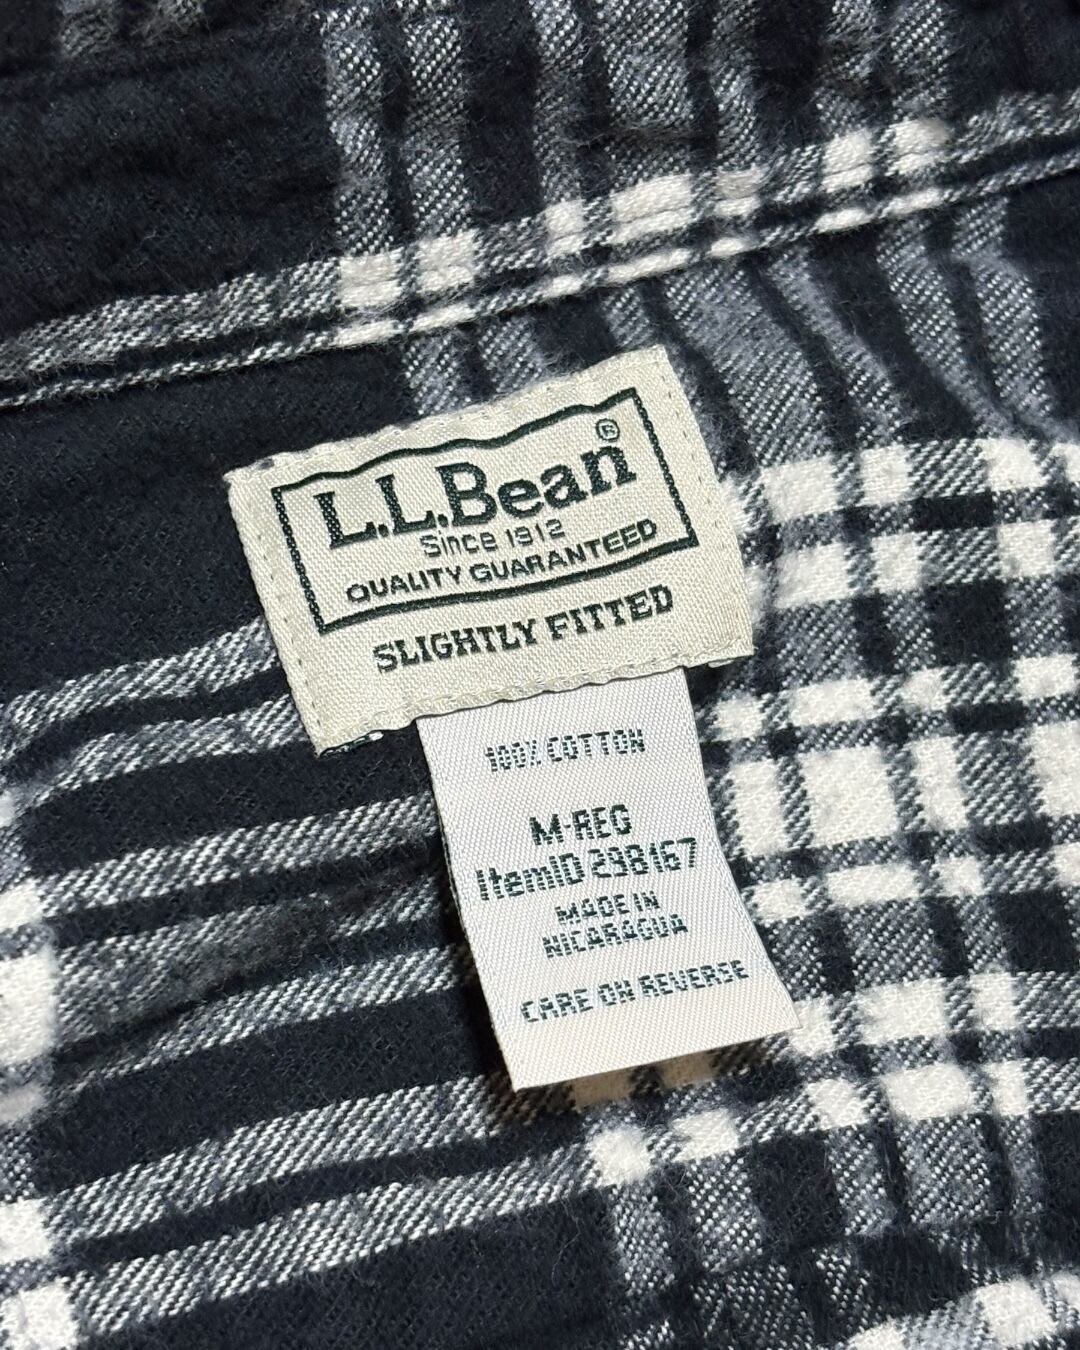 L.L.Bean®
Since 1912
QUALITY GUARANTEED
SLIGHTLY FITTED
100% COTTON
M-REG
ItemID 298167
MADE IN
NICARAGUA
CARE ON REVERSE